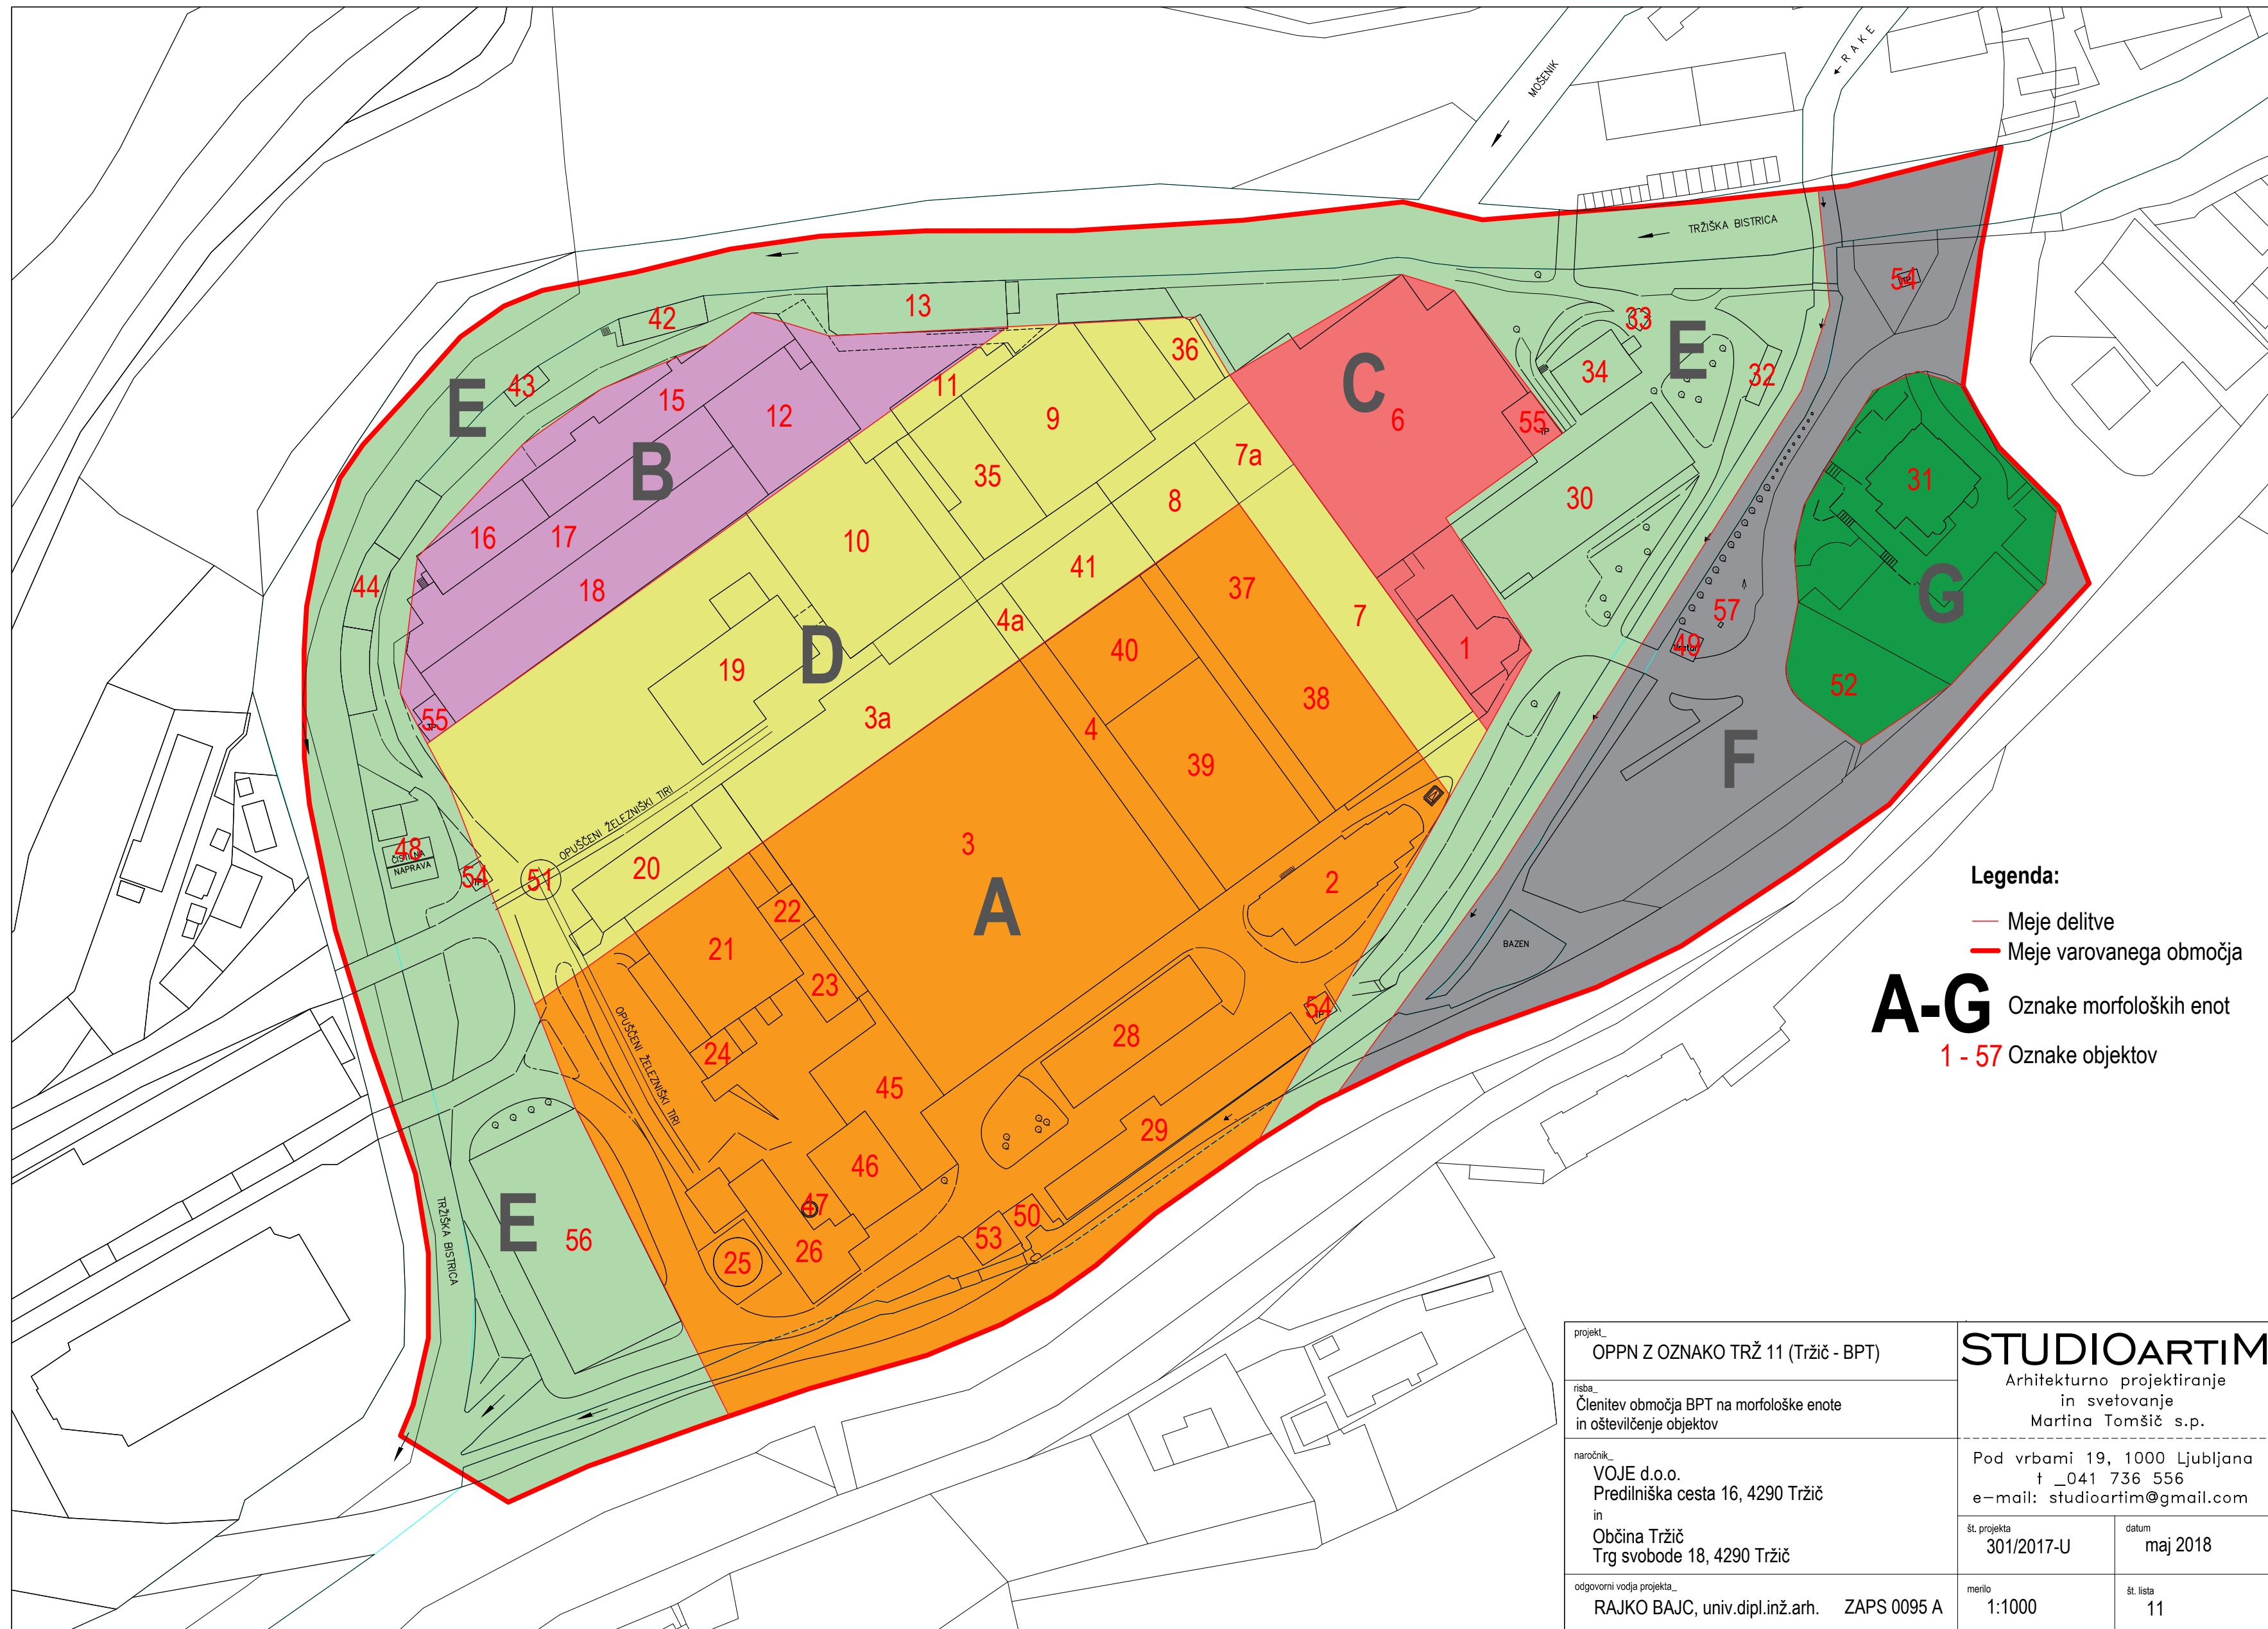 MOŠENIK
RAKE
TRŽIŠKA BISTRICA
54
13
42
33
E
36
34
32
C
43
E
11
15
12
9
6
55
TP
B
7a
35
31
8
30
16
17
10
18
41
44
37
G
4a
7
57
40
1
49
D
19
52
38
3a
4
55
TP
F
39
OPUŠČENI ŽELEZNIŠKI TIRI
3
48
ČISTILNA
NAPRAVA
20
54
TP
51
2
A
22
21
BAZEN
23
54
TP
28
24
OPUŠČENI ŽELEZNIŠKI TIRI
45
29
46
47
50
E
56
TRŽIŠKA BISTRICA
53
26
25
Legenda:
Meje delitve
Meje varovanega območja
A-G Oznake morfoloških enot
1 - 57 Oznake objektov
projekt_
OPPN Z OZNAKO TRŽ 11 (Tržič - BPT)
risba_
Členitev območja BPT na morfološke enote
in oštevilčenje objektov
naročnik_
VOJE d.o.o.
Predilniška cesta 16, 4290 Tržič
in
Občina Tržič
Trg svobode 18, 4290 Tržič
odgovorni vodja projekta_
RAJKO BAJC, univ.dipl.inž.arh. ZAPS 0095 A
STUDIOARTIM
Arhitekturno projektiranje
in svetovanje
Martina Tomšič s.p.
Pod vrbami 19, 1000 Ljubljana
t _041 736 556
e-mail: studioartim@gmail.com
št. projekta
301/2017-U
datum
maj 2018
merilo
1:1000
št. lista
11